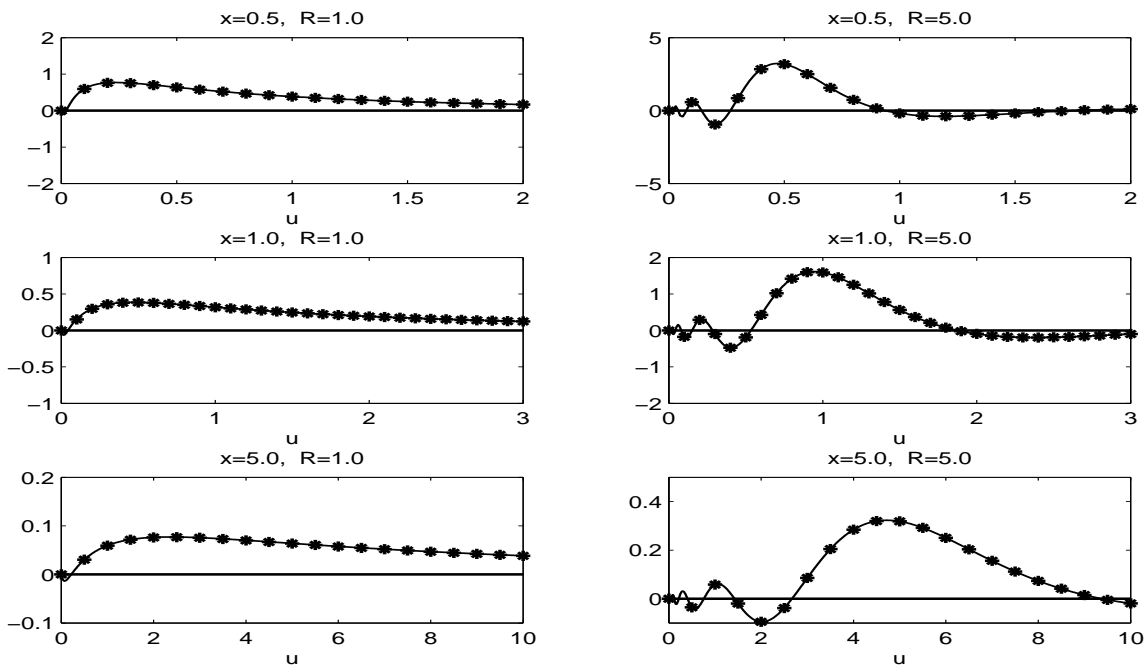 x=0.5, R=1.0
2
1
0
−1
−2
0 0.5 1 1.5 2
u
x=0.5, R=5.0
5
0
−5
0 0.5 1 1.5 2
u
x=1.0, R=1.0
1
0.5
0
−0.5
−1
0 1 2 3
u
x=1.0, R=5.0
2
1
0
−1
−2
0 1 2 3
u
x=5.0, R=1.0
0.2
0.1
0
−0.1
0 2 4 6 8 10
u
x=5.0, R=5.0
0.4
0.2
0
0 2 4 6 8 10
u